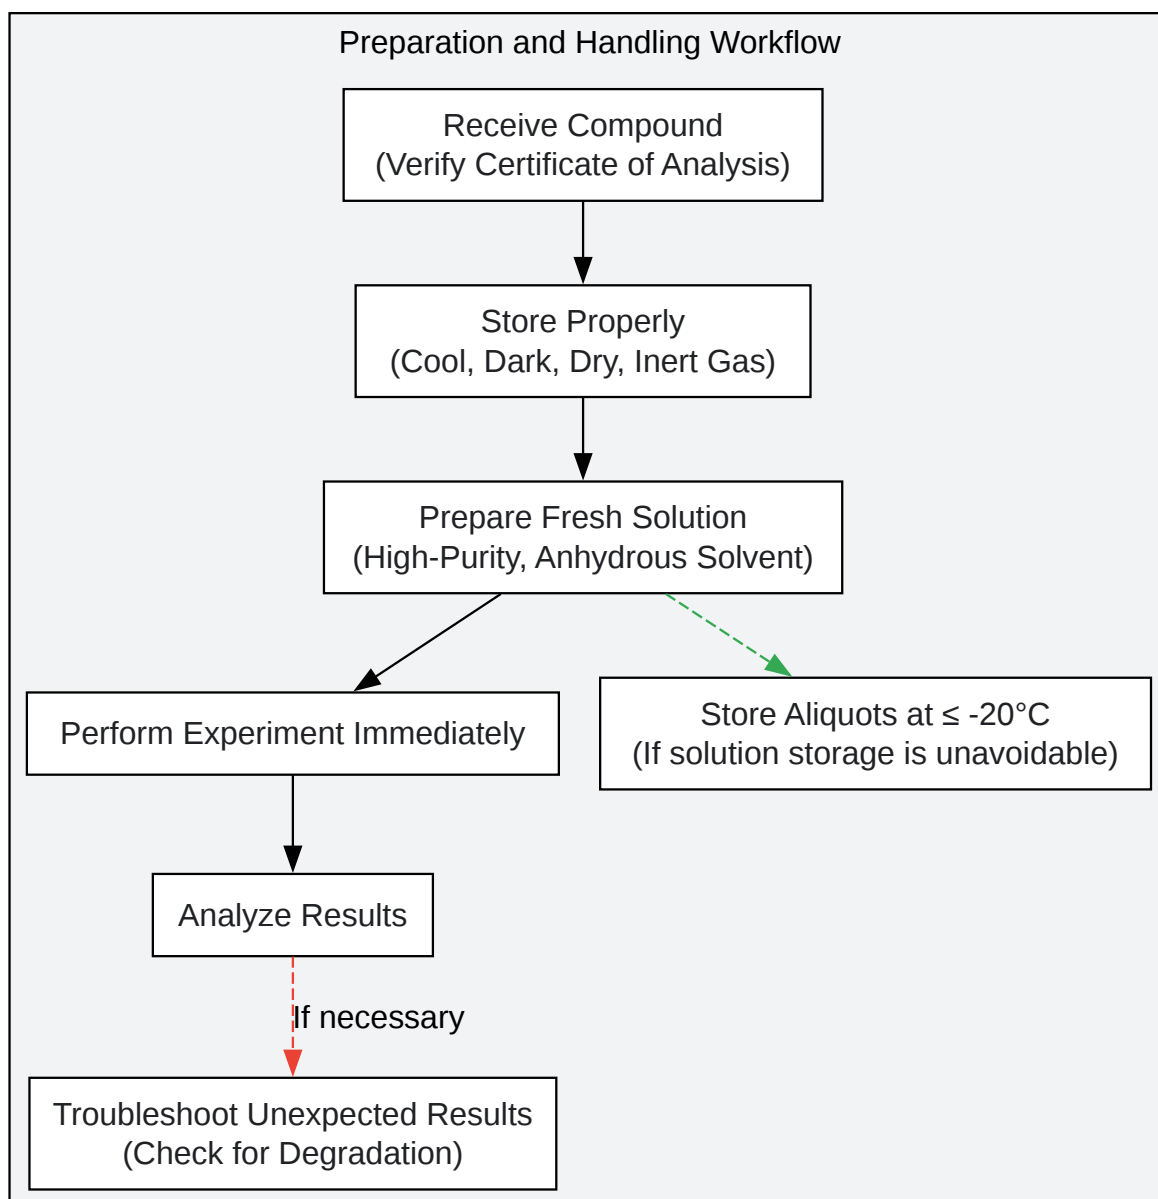 Preparation and Handling Workflow
Receive Compound
(Verify Certificate of Analysis)
Store Properly
(Cool, Dark, Dry, Inert Gas)
Prepare Fresh Solution
(High-Purity, Anhydrous Solvent)
Perform Experiment Immediately
Store Aliquots at ≤ -20°C
(If solution storage is unavoidable)
Analyze Results
If necessary
Troubleshoot Unexpected Results
(Check for Degradation)